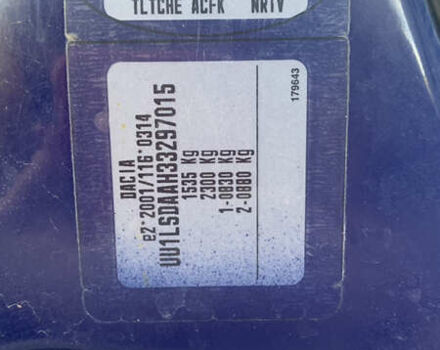 TLTCHE ACFK NRTV
DACIA
e2*2001/116*0314
UU1LSDAAH33297015
1535 Kg
2300 Kg
1-0830 Kg
2-0880 Kg
179643